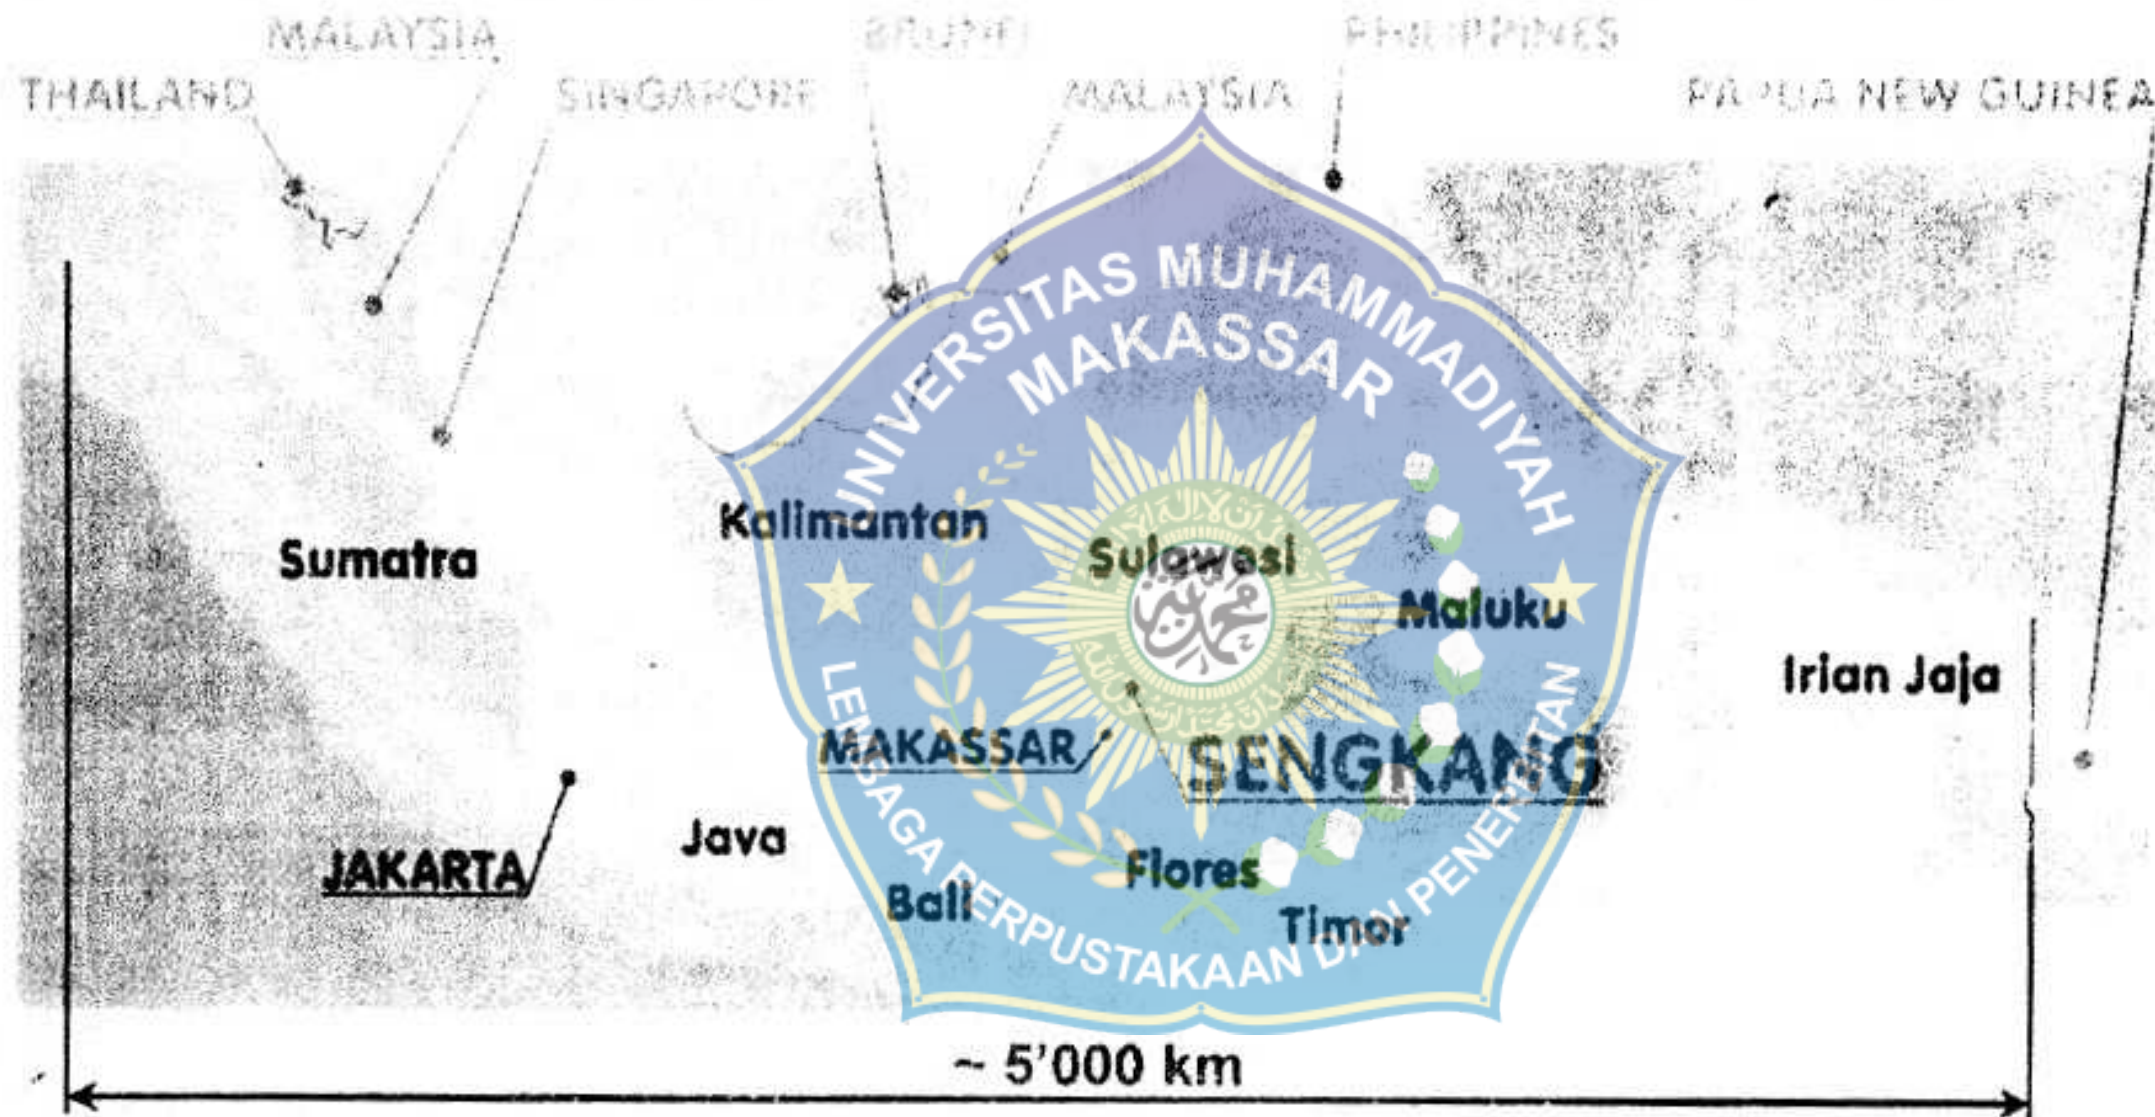 MALAYSIA
BRUNEI
PHILIPPINES
THAILAND
SINGAPORE
MALAYSIA
PAPUA NEW GUINEA
UNIVERSITAS MUHAMMADIYAH
MAKASSAR
Kalimantan
Sumatra
Sulawesi
محمد
Maluku
Irian Jaja
MAKASSAR
SENGKANG
Java
JAKARTA
Flores
Bali
Timor
LEMBAGA PERPUSTAKAAN DAN PENERBITAN
~ 5'000 km